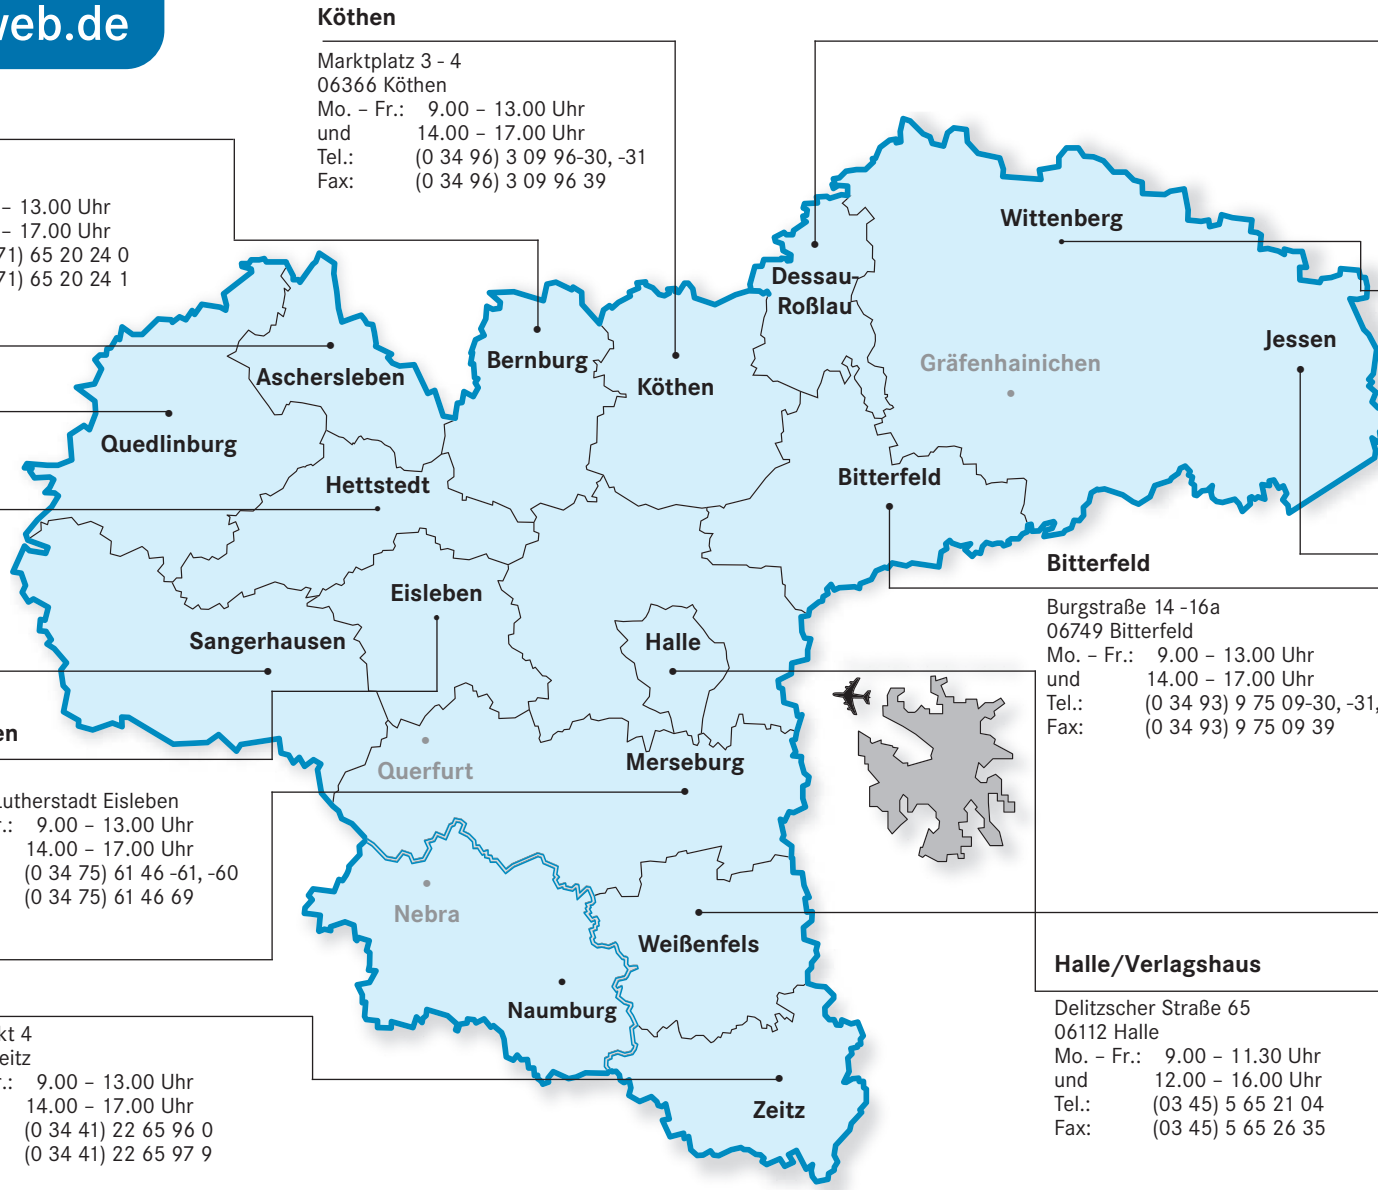 web.de
Köthen
Marktplatz 3 - 4
06366 Köthen
Mo. – Fr.: 9.00 – 13.00 Uhr
und 14.00 – 17.00 Uhr
Tel.: (0 34 96) 3 09 96-30, -31
Fax: (0 34 96) 3 09 96 39
– 13.00 Uhr
– 17.00 Uhr
71) 65 20 24 0
71) 65 20 24 1
Wittenberg
Dessau-
Roßlau
Jessen
Gräfenhainichen
Bernburg
Köthen
Aschersleben
Quedlinburg
Hettstedt
Bitterfeld
Eisleben
Sangerhausen
Halle
Querfurt
Merseburg
Nebra
Weißenfels
Naumburg
Zeitz
Bitterfeld
Burgstraße 14 -16a
06749 Bitterfeld
Mo. – Fr.: 9.00 – 13.00 Uhr
und 14.00 – 17.00 Uhr
Tel.: (0 34 93) 9 75 09-30, -31,
Fax: (0 34 93) 9 75 09 39
en
Lutherstadt Eisleben
r.: 9.00 – 13.00 Uhr
14.00 – 17.00 Uhr
(0 34 75) 61 46 -61, -60
(0 34 75) 61 46 69
Halle/Verlagshaus
Delitzscher Straße 65
06112 Halle
Mo. – Fr.: 9.00 – 11.30 Uhr
und 12.00 – 16.00 Uhr
Tel.: (03 45) 5 65 21 04
Fax: (03 45) 5 65 26 35
kt 4
eitz
r.: 9.00 – 13.00 Uhr
14.00 – 17.00 Uhr
(0 34 41) 22 65 96 0
(0 34 41) 22 65 97 9